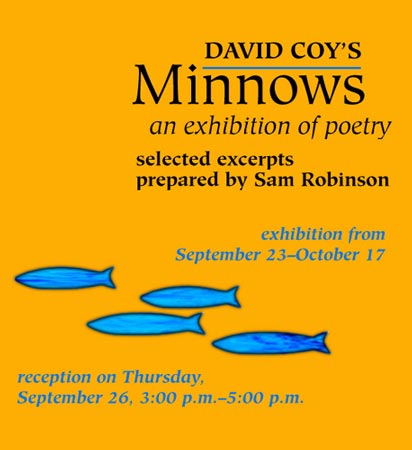 DAVID COY'S
Minnows
an exhibition of poetry
selected excerpts
prepared by Sam Robinson
exhibition from
September 23–October 17
reception on Thursday,
September 26, 3:00 p.m.–5:00 p.m.